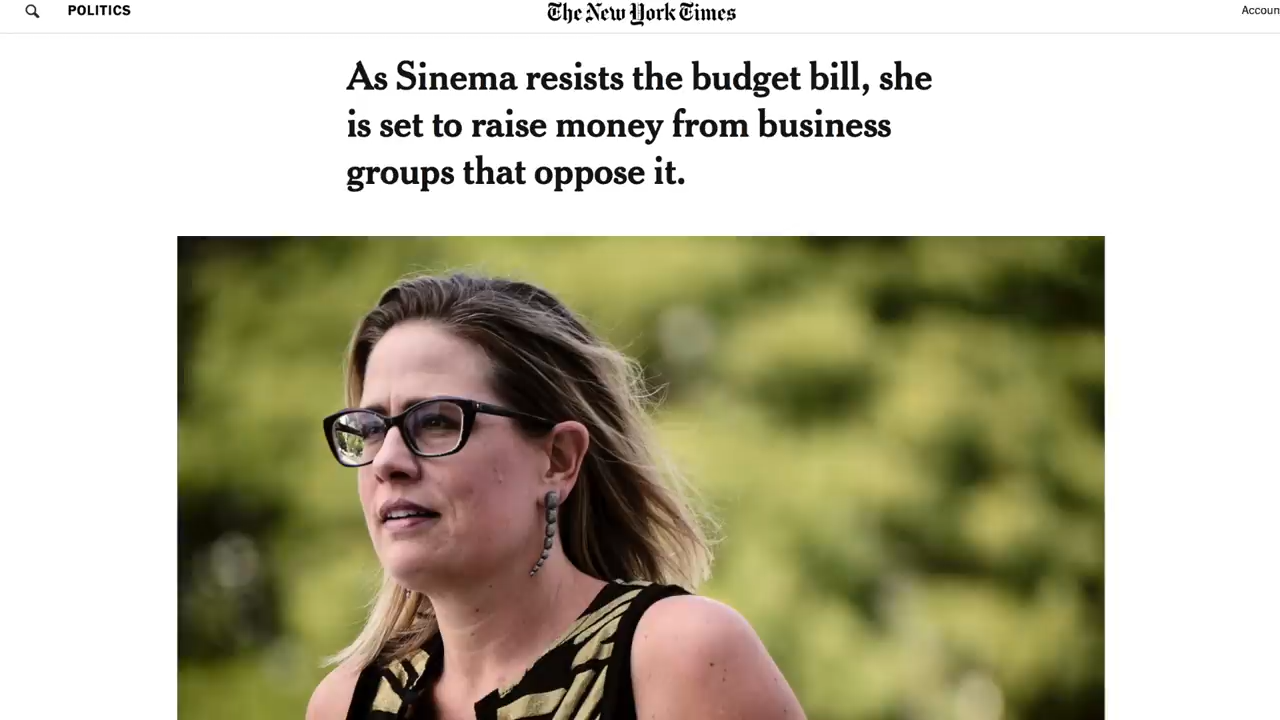 POLITICS
The New York Times
Accoun
As Sinema resists the budget bill, she
is set to raise money from business
groups that oppose it.